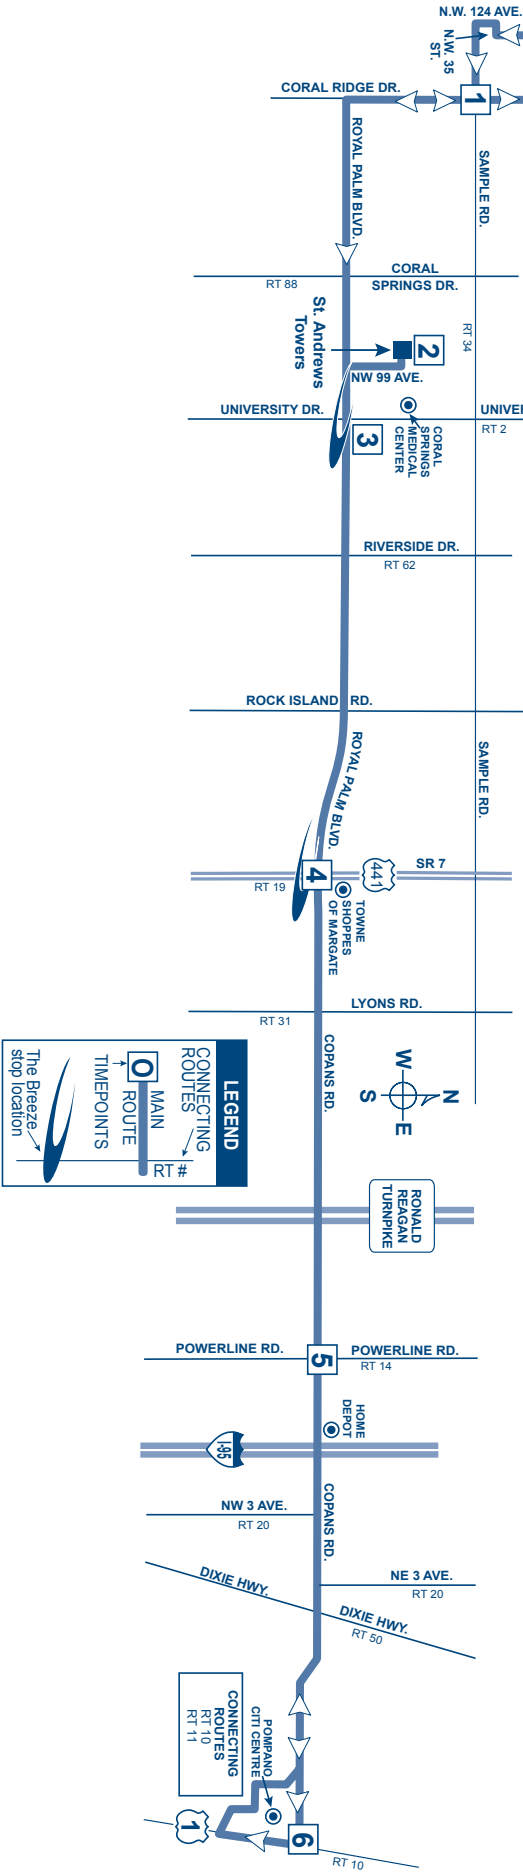 N.W. 124 AVE.
N.W. 35
ST.
1
CORAL RIDGE DR.
ROYAL PALM BLVD.
SAMPLE RD.
CORAL
SPRINGS DR.
RT 88
RT 34
St. Andrews
Towers
2
NW 99 AVE.
UNIVERSITY DR.
UNIVER
RT 2
3
CORAL
SPRINGS
MEDICAL
CENTER
RIVERSIDE DR.
RT 62
ROCK ISLAND RD.
ROYAL PALM BLVD.
SAMPLE RD.
SR 7
441
4
RT 19
TOWNE
SHOPPES
OF MARGATE
LYONS RD.
RT 31
COPANS RD.
N
W
E
S
LEGEND
CONNECTING
ROUTES
RT #
O
MAIN
ROUTE
TIMEPOINTS
The Breeze
stop location
RONALD
REAGAN
TURNPIKE
POWERLINE RD.
5
POWERLINE RD.
RT 14
HOME
DEPOT
I-95
COPANS RD.
NW 3 AVE.
RT 20
NE 3 AVE.
RT 20
DIXIE HWY.
DIXIE HWY.
RT 50
CONNECTING
ROUTES
RT 10
RT 11
POMPANO
CITI CENTRE
1
6
RT 10